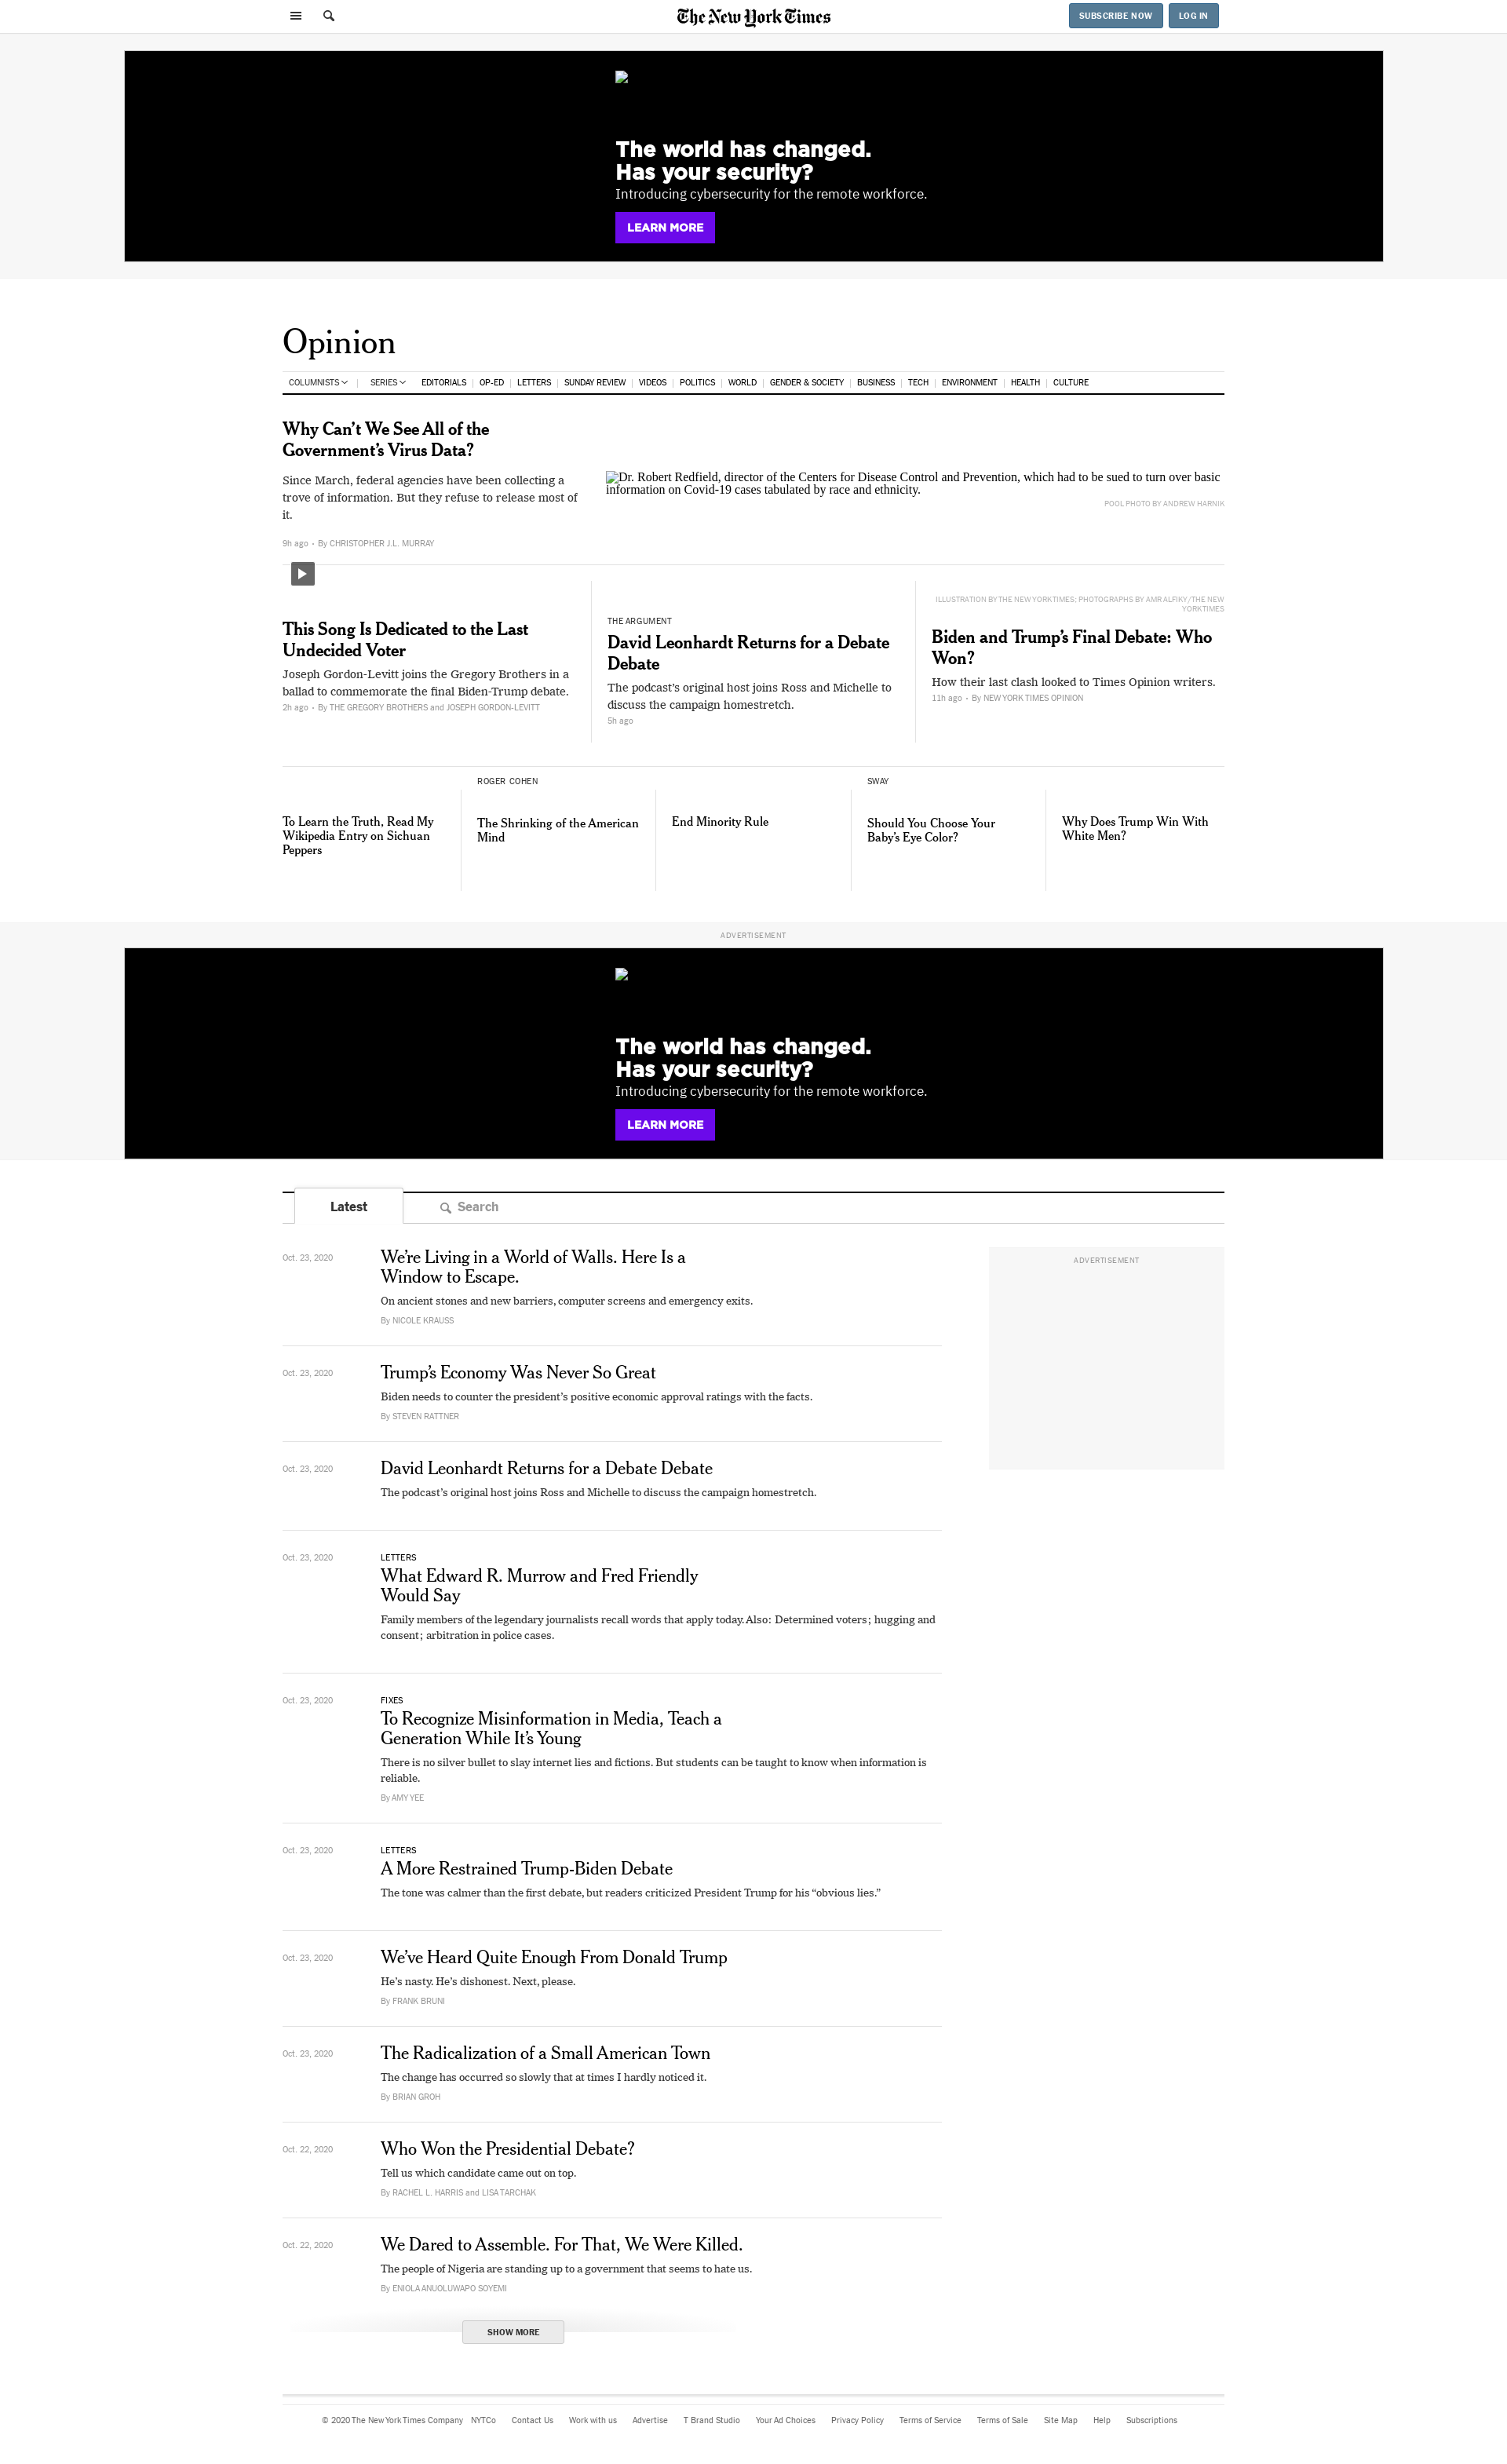 The New York Times
SUBSCRIBE NOW
LOG IN
The world has changed.
Has your security?
Introducing cybersecurity for the remote workforce.
LEARN MORE
Opinion
COLUMNISTS
SERIES
EDITORIALS
OP-ED
LETTERS
SUNDAY REVIEW
VIDEOS
POLITICS
WORLD
GENDER & SOCIETY
BUSINESS
TECH
ENVIRONMENT
HEALTH
CULTURE
Why Can’t We See All of the
Government’s Virus Data?
Since March, federal agencies have been collecting a
trove of information. But they refuse to release most of
it.
9h ago • By CHRISTOPHER J.L. MURRAY
Dr. Robert Redfield, director of the Centers for Disease Control and Prevention, which had to be sued to turn over basic
information on Covid-19 cases tabulated by race and ethnicity.
POOL PHOTO BY ANDREW HARNIK
This Song Is Dedicated to the Last
Undecided Voter
Joseph Gordon-Levitt joins the Gregory Brothers in a
ballad to commemorate the final Biden-Trump debate.
2h ago • By THE GREGORY BROTHERS and JOSEPH GORDON-LEVITT
THE ARGUMENT
David Leonhardt Returns for a Debate
Debate
The podcast’s original host joins Ross and Michelle to
discuss the campaign homestretch.
5h ago
ILLUSTRATION BY THE NEW YORK TIMES; PHOTOGRAPHS BY AMR ALFIKY/THE NEW
YORK TIMES
Biden and Trump’s Final Debate: Who
Won?
How their last clash looked to Times Opinion writers.
11h ago • By NEW YORK TIMES OPINION
To Learn the Truth, Read My
Wikipedia Entry on Sichuan
Peppers
ROGER COHEN
The Shrinking of the American
Mind
End Minority Rule
SWAY
Should You Choose Your
Baby’s Eye Color?
Why Does Trump Win With
White Men?
ADVERTISEMENT
The world has changed.
Has your security?
Introducing cybersecurity for the remote workforce.
LEARN MORE
Latest
Search
ADVERTISEMENT
Oct. 23, 2020
We’re Living in a World of Walls. Here Is a
Window to Escape.
On ancient stones and new barriers, computer screens and emergency exits.
By NICOLE KRAUSS
Oct. 23, 2020
Trump’s Economy Was Never So Great
Biden needs to counter the president’s positive economic approval ratings with the facts.
By STEVEN RATTNER
Oct. 23, 2020
David Leonhardt Returns for a Debate Debate
The podcast’s original host joins Ross and Michelle to discuss the campaign homestretch.
Oct. 23, 2020
LETTERS
What Edward R. Murrow and Fred Friendly
Would Say
Family members of the legendary journalists recall words that apply today. Also: Determined voters; hugging and
consent; arbitration in police cases.
Oct. 23, 2020
FIXES
To Recognize Misinformation in Media, Teach a
Generation While It’s Young
There is no silver bullet to slay internet lies and fictions. But students can be taught to know when information is
reliable.
By AMY YEE
Oct. 23, 2020
LETTERS
A More Restrained Trump-Biden Debate
The tone was calmer than the first debate, but readers criticized President Trump for his “obvious lies.”
Oct. 23, 2020
We’ve Heard Quite Enough From Donald Trump
He’s nasty. He’s dishonest. Next, please.
By FRANK BRUNI
Oct. 23, 2020
The Radicalization of a Small American Town
The change has occurred so slowly that at times I hardly noticed it.
By BRIAN GROH
Oct. 22, 2020
Who Won the Presidential Debate?
Tell us which candidate came out on top.
By RACHEL L. HARRIS and LISA TARCHAK
Oct. 22, 2020
We Dared to Assemble. For That, We Were Killed.
The people of Nigeria are standing up to a government that seems to hate us.
By ENIOLA ANUOLUWAPO SOYEMI
SHOW MORE
© 2020 The New York Times Company
NYTCo
Contact Us
Work with us
Advertise
T Brand Studio
Your Ad Choices
Privacy Policy
Terms of Service
Terms of Sale
Site Map
Help
Subscriptions